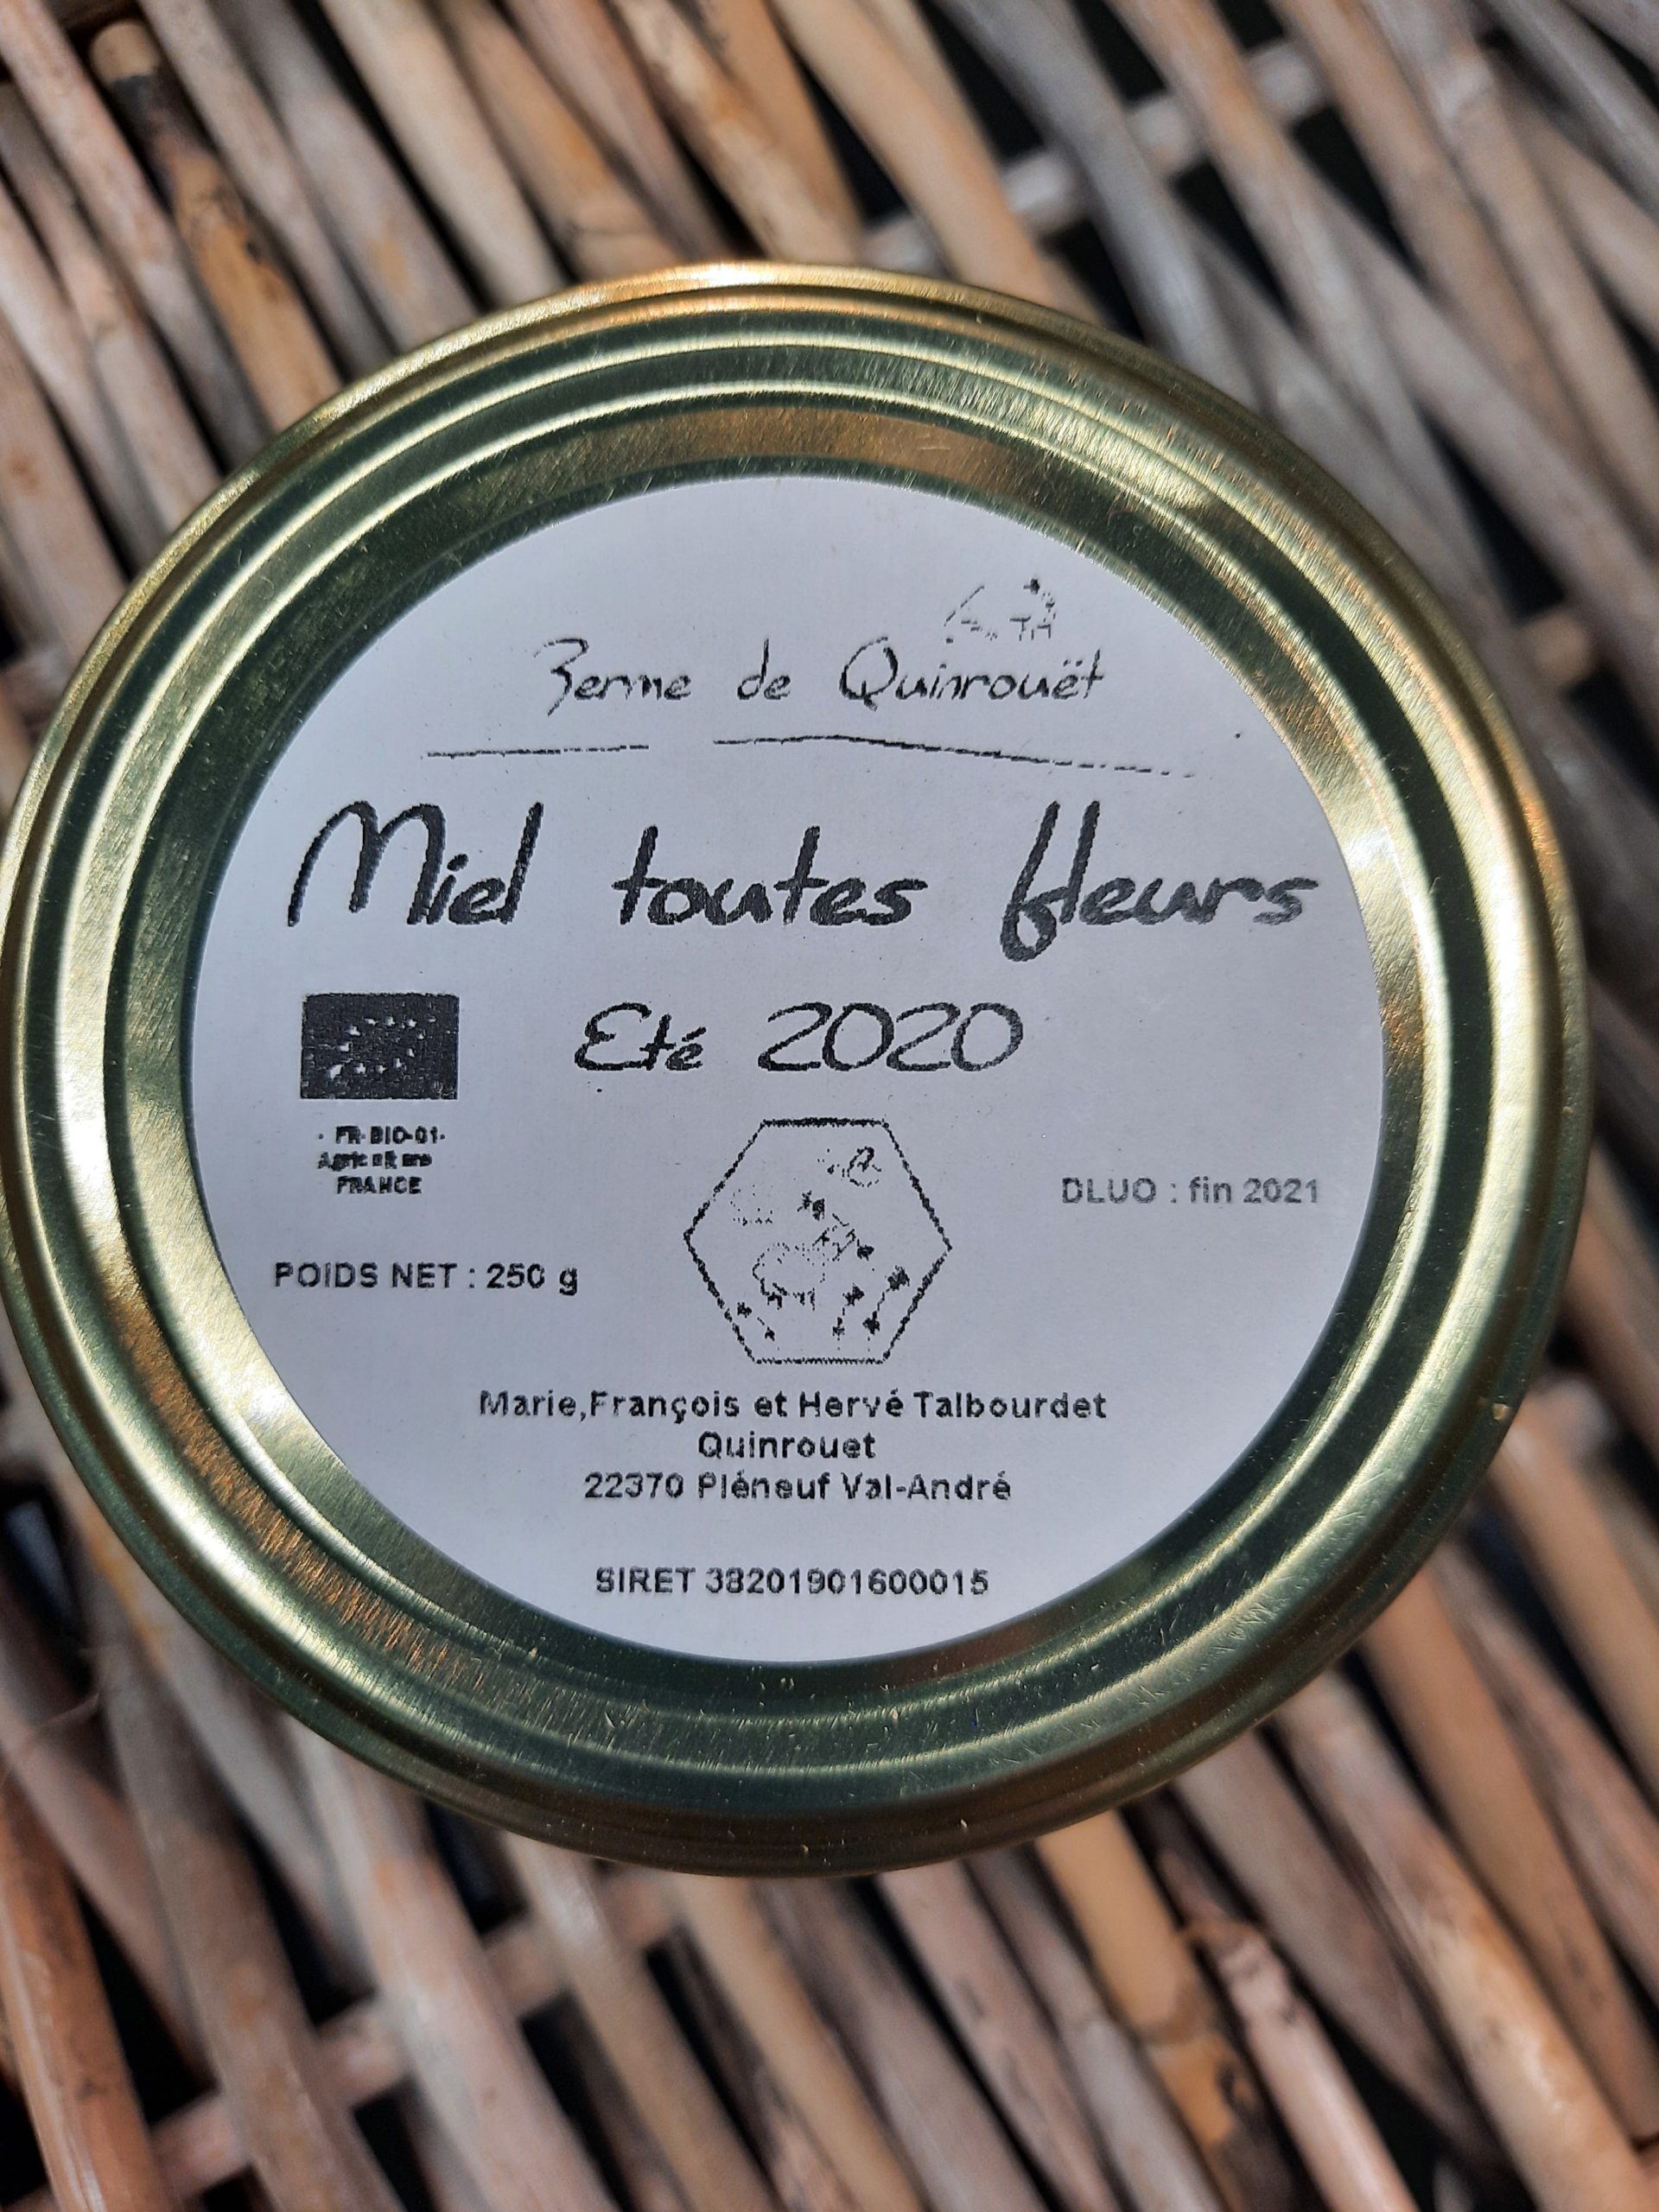 Ferme de Quinrouët
Miel toutes fleurs
Eté 2020
FR-BIO-01
Agriculture
FRANCE
DLUO : fin 2021
POIDS NET : 250 g
Marie,François et Hervé Talbourdet
Quinrouet
22370 Pléneuf Val-André
SIRET 38201901600015